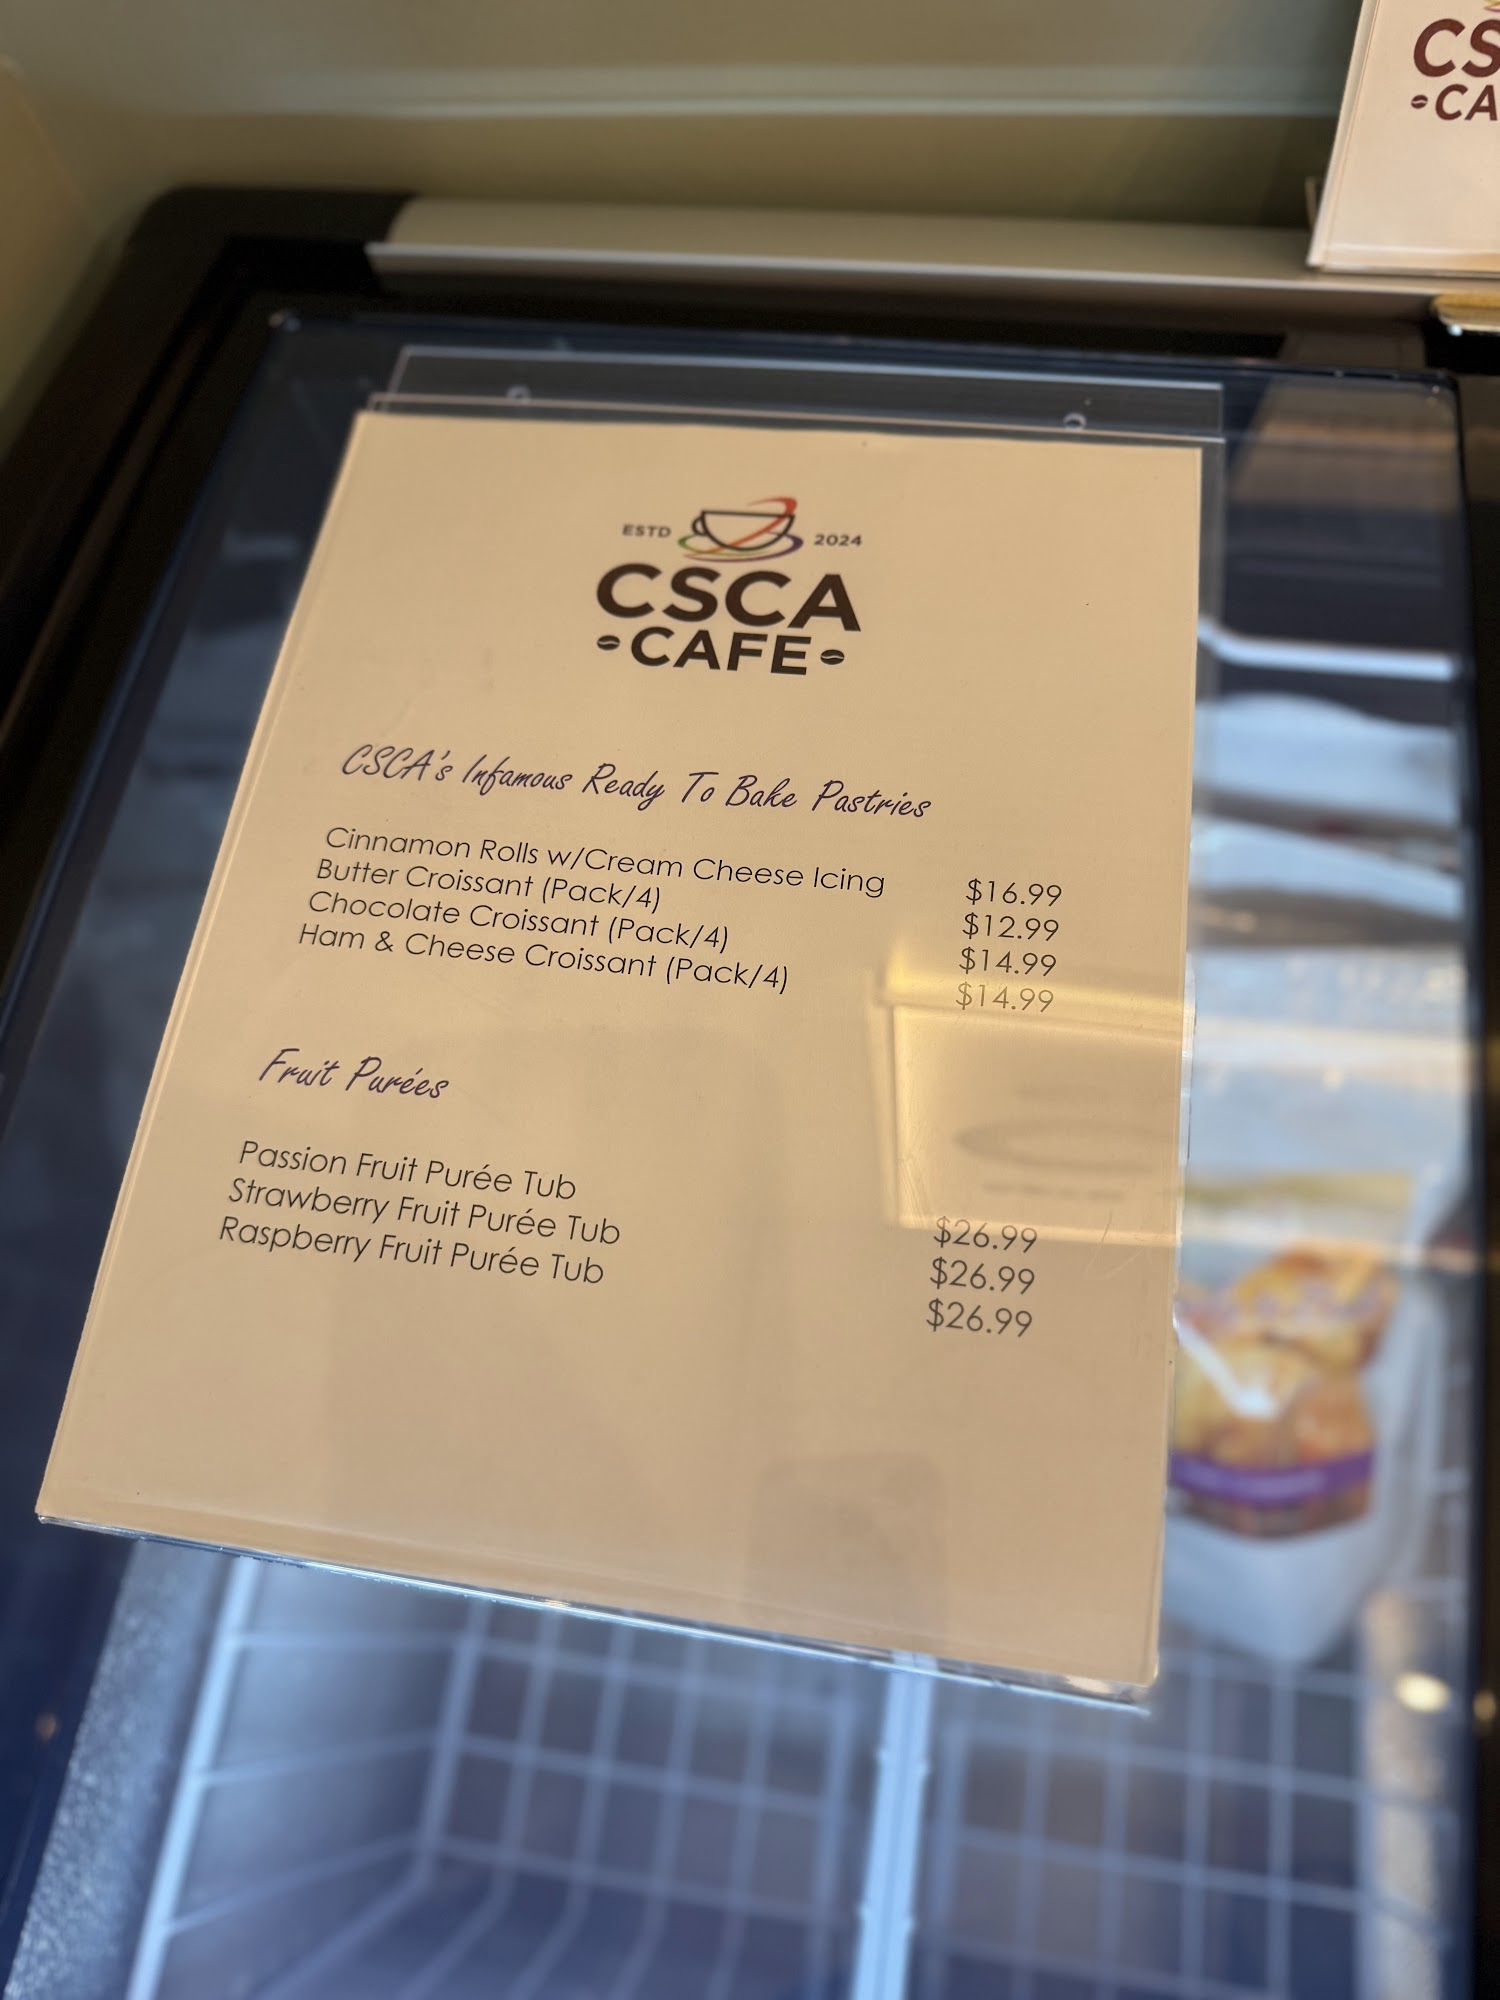 CS
CA
ESTD 2024
CSCA
CAFE
CSCA's Infamous Ready To Bake Pastries
Cinnamon Rolls w/Cream Cheese Icing $16.99
Butter Croissant (Pack/4) $12.99
Chocolate Croissant (Pack/4) $14.99
Ham & Cheese Croissant (Pack/4) $14.99
Fruit Purées
Passion Fruit Purée Tub $26.99
Strawberry Fruit Purée Tub $26.99
Raspberry Fruit Purée Tub $26.99